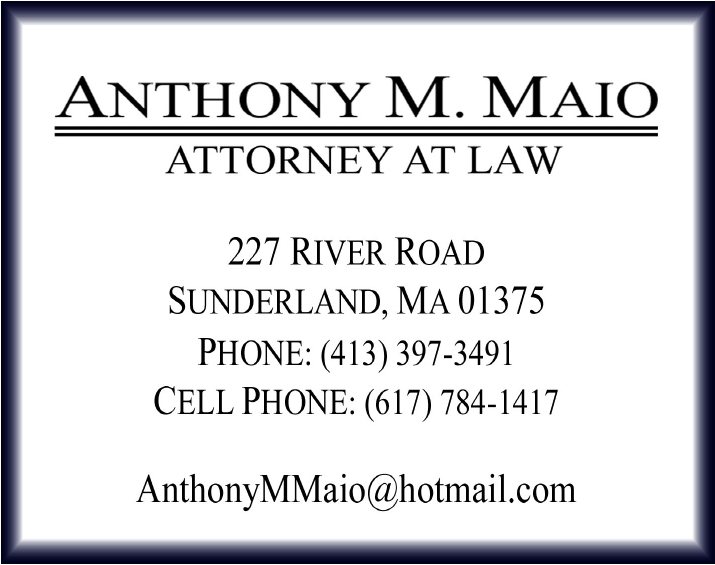 ANTHONY M. MAIO
ATTORNEY AT LAW
227 RIVER ROAD
SUNDERLAND, MA 01375
PHONE: (413) 397-3491
CELL PHONE: (617) 784-1417
AnthonyMMaio@hotmail.com